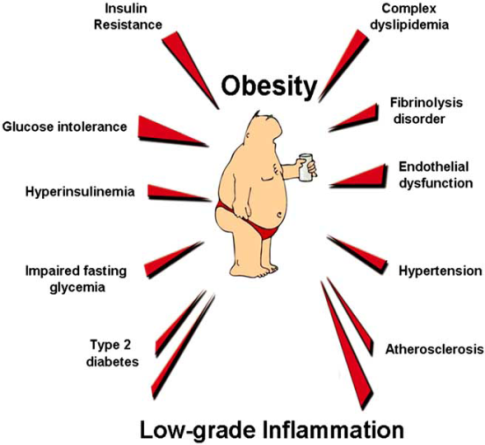 Insulin
Resistance
Complex
dyslipidemia
Obesity
Fibrinolysis
disorder
Glucose intolerance
Endothelial
dysfunction
Hyperinsulinemia
Impaired fasting
glycemia
Hypertension
Type 2
diabetes
Atherosclerosis
Low-grade Inflammation